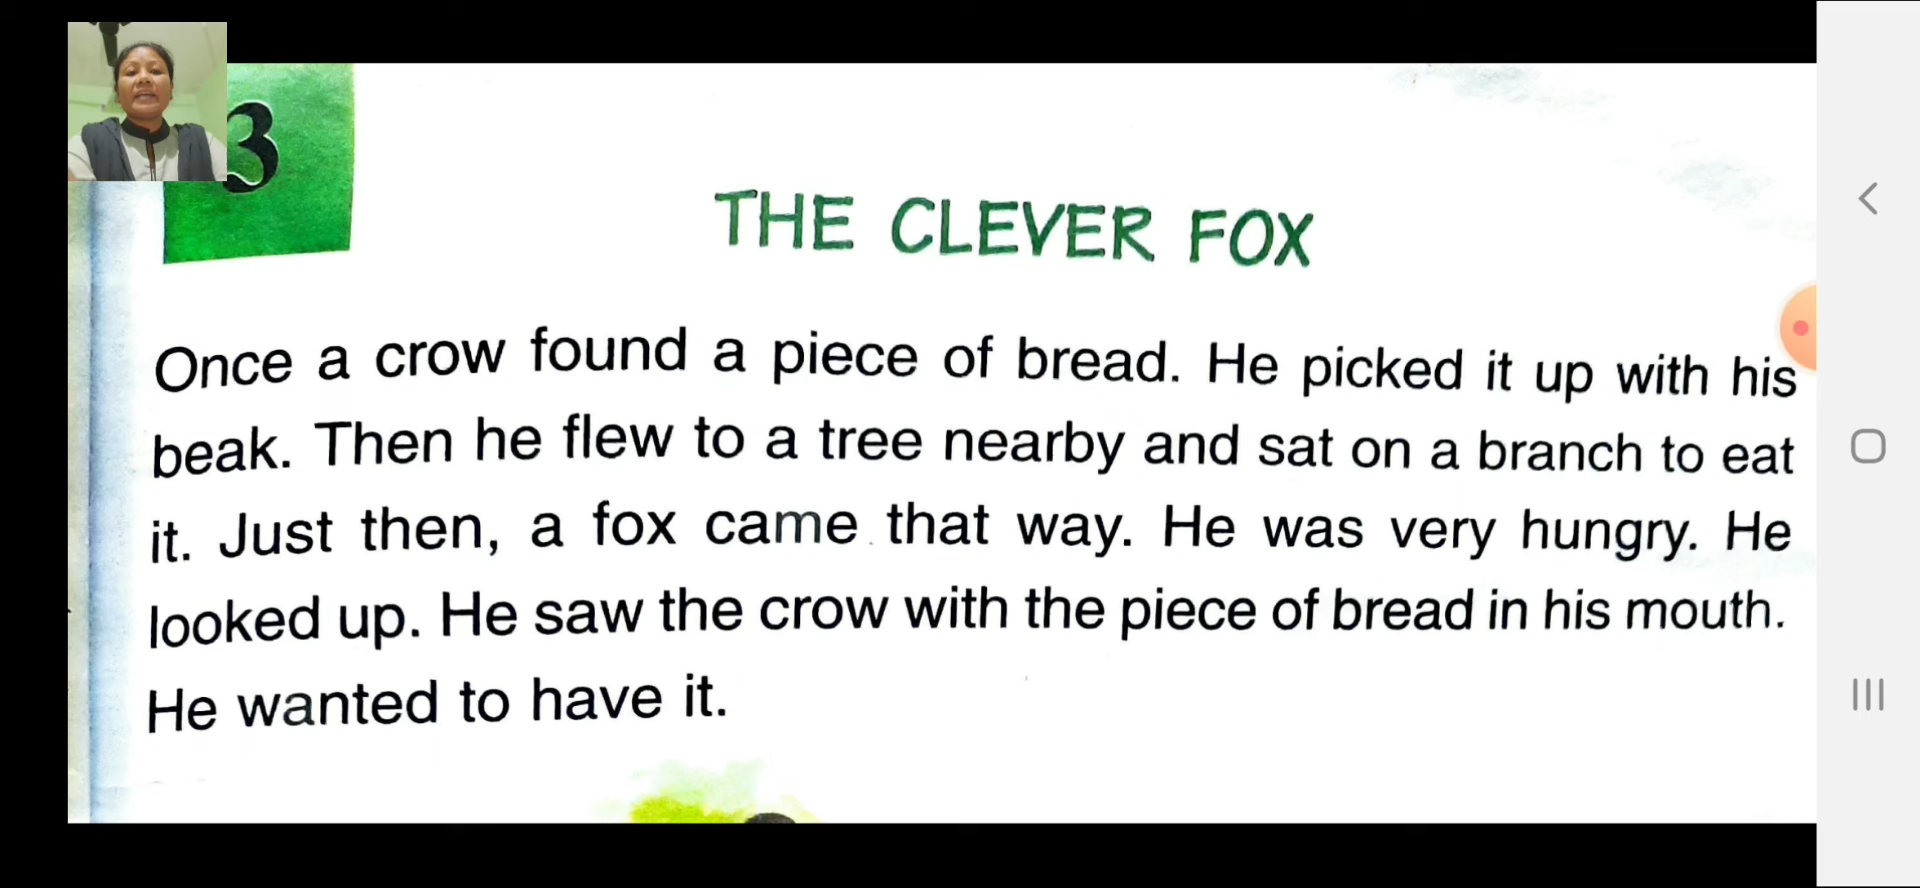 3
THE CLEVER FOX
Once a crow found a piece of bread. He picked it up with his
beak. Then he flew to a tree nearby and sat on a branch to eat
it. Just then, a fox came that way. He was very hungry. He
looked up. He saw the crow with the piece of bread in his mouth.
He wanted to have it.